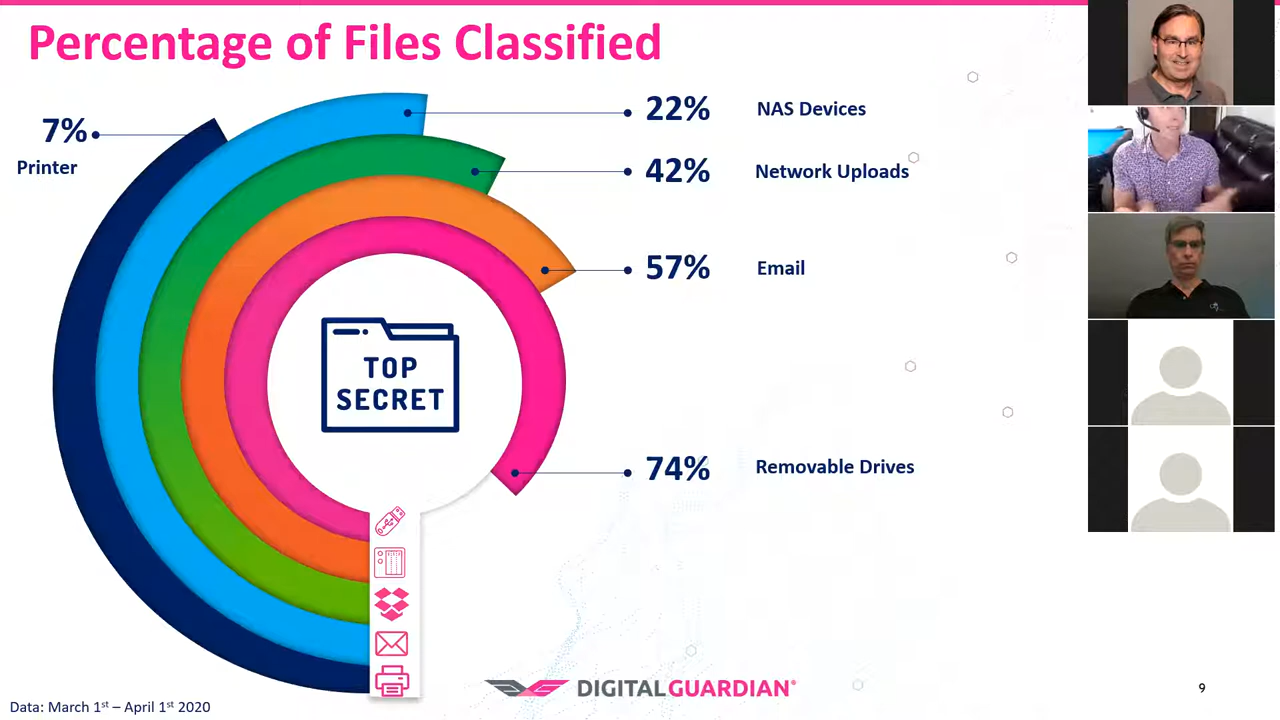 Percentage of Files Classified
7%
Printer
22% NAS Devices
42% Network Uploads
57% Email
74% Removable Drives
TOP
SECRET
DIGITALGUARDIAN®
9
Data: March 1st – April 1st 2020